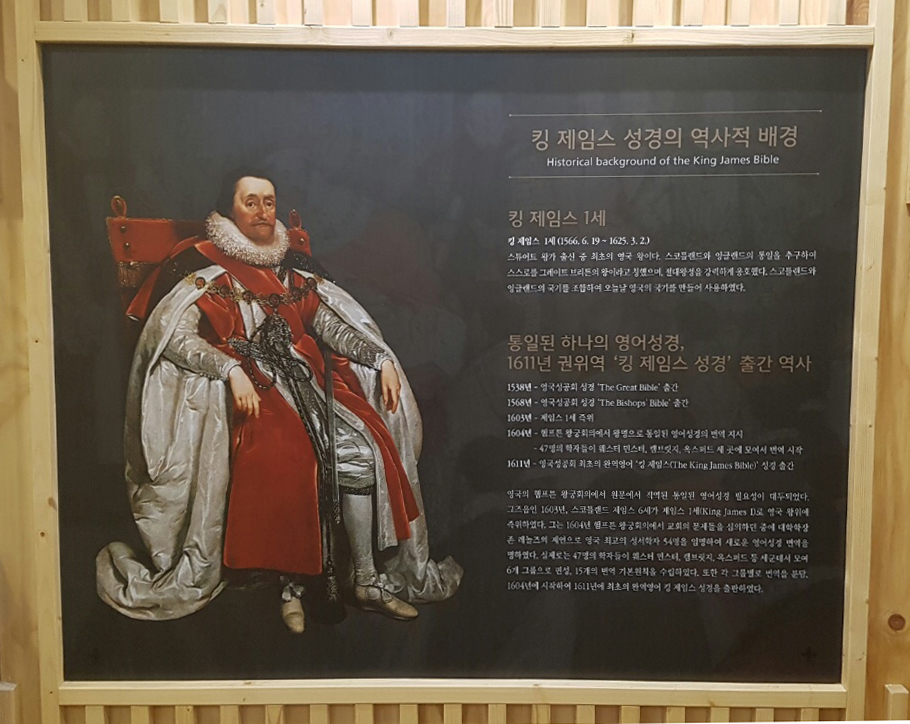 킹 제임스 성경의 역사적 배경
Historical background of the King James Bible
킹 제임스 1세
킹 제임스 1세 (1566. 6. 19 ~ 1625. 3. 2.)
스튜어트 왕가 출신 중 최초의 영국 왕이다. 스코틀랜드와 잉글랜드의 통일을 추구하여
스스로를 그레이트 브리튼의 왕이라고 칭했으며, 절대왕정을 강력하게 옹호했다. 스코틀랜드와
잉글랜드의 국기를 조합하여 오늘날 영국의 국기를 만들어 사용하였다.
통일된 하나의 영어성경,
1611년 권위역 '킹 제임스 성경' 출간 역사
1538년 - 영국성공회 성경 'The Great Bible' 출간
1568년 - 영국성공회 성경 'The Bishops' Bible' 출간
1603년 - 제임스 1세 즉위
1604년 - 햄프튼 왕궁회의에서 왕명으로 통일된 영어성경의 번역 지시
- 47명의 학자들이 웨스터 민스터, 캠브릿지, 옥스퍼드 세 곳에 모여서 번역 시작
1611년 - 영국성공회 최초의 완역영어 '킹 제임스(The King James Bible)' 성경 출간
영국의 햄프튼 왕궁회의에서 원문에서 직역된 통일된 영어성경 필요성이 대두되었다.
그즈음인 1603년, 스코틀랜드 제임스 6세가 제임스 1세(King James I)로 영국 왕위에
즉위하였다. 그는 1604년 햄프튼 왕궁회의에서 교회의 문제들을 심의하던 중에 대학학장
존 레놀즈의 제언으로 영국 최고의 성서학자 54명을 임명하여 새로운 영어성경 번역을
명하였다. 실제로는 47명의 학자들이 웨스터 민스터, 캠브릿지, 옥스퍼드 등 세군데서 모여
6개 그룹으로 편성, 15개의 번역 기본원칙을 수립하였다. 또한 각 그룹별로 번역을 분담,
1604년에 시작하여 1611년에 최초의 완역영어 킹 제임스 성경을 출판하였다.